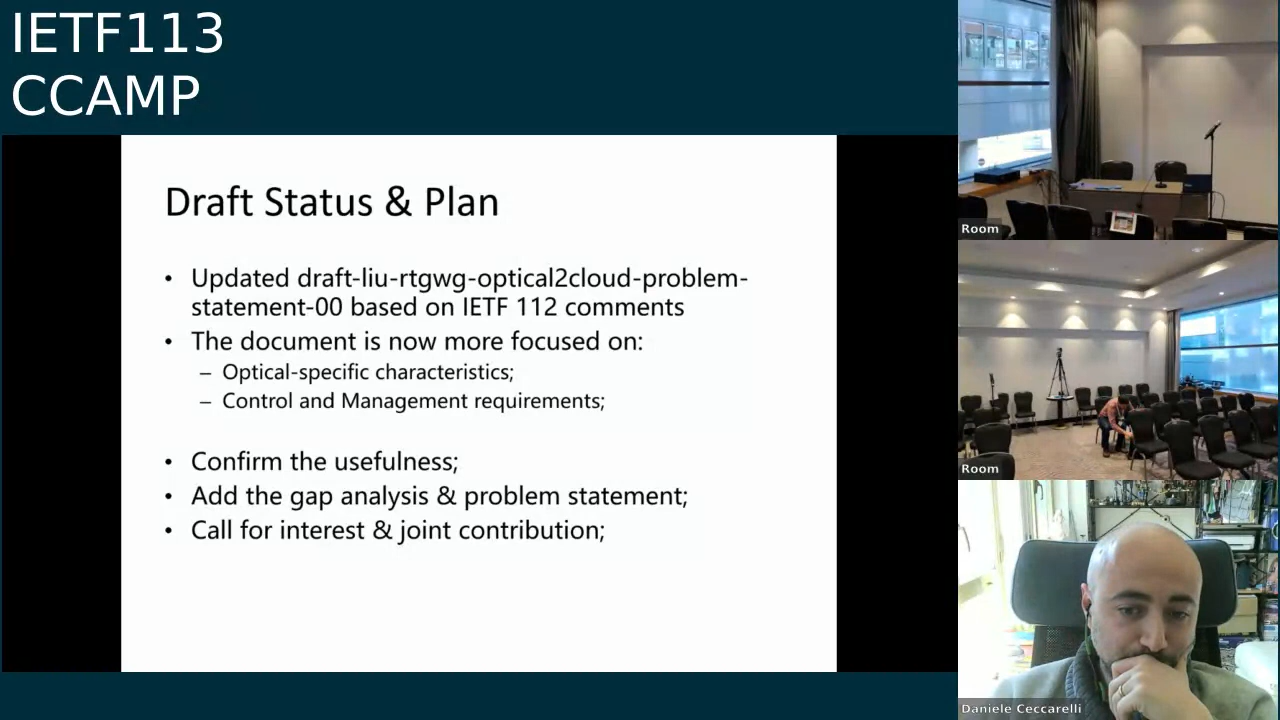 IETF113
CCAMP
Draft Status & Plan
• Updated draft-liu-rtgwg-optical2cloud-problem-
statement-00 based on IETF 112 comments
• The document is now more focused on:
– Optical-specific characteristics;
– Control and Management requirements;
• Confirm the usefulness;
• Add the gap analysis & problem statement;
• Call for interest & joint contribution;
Room
Room
Daniele Ceccarelli